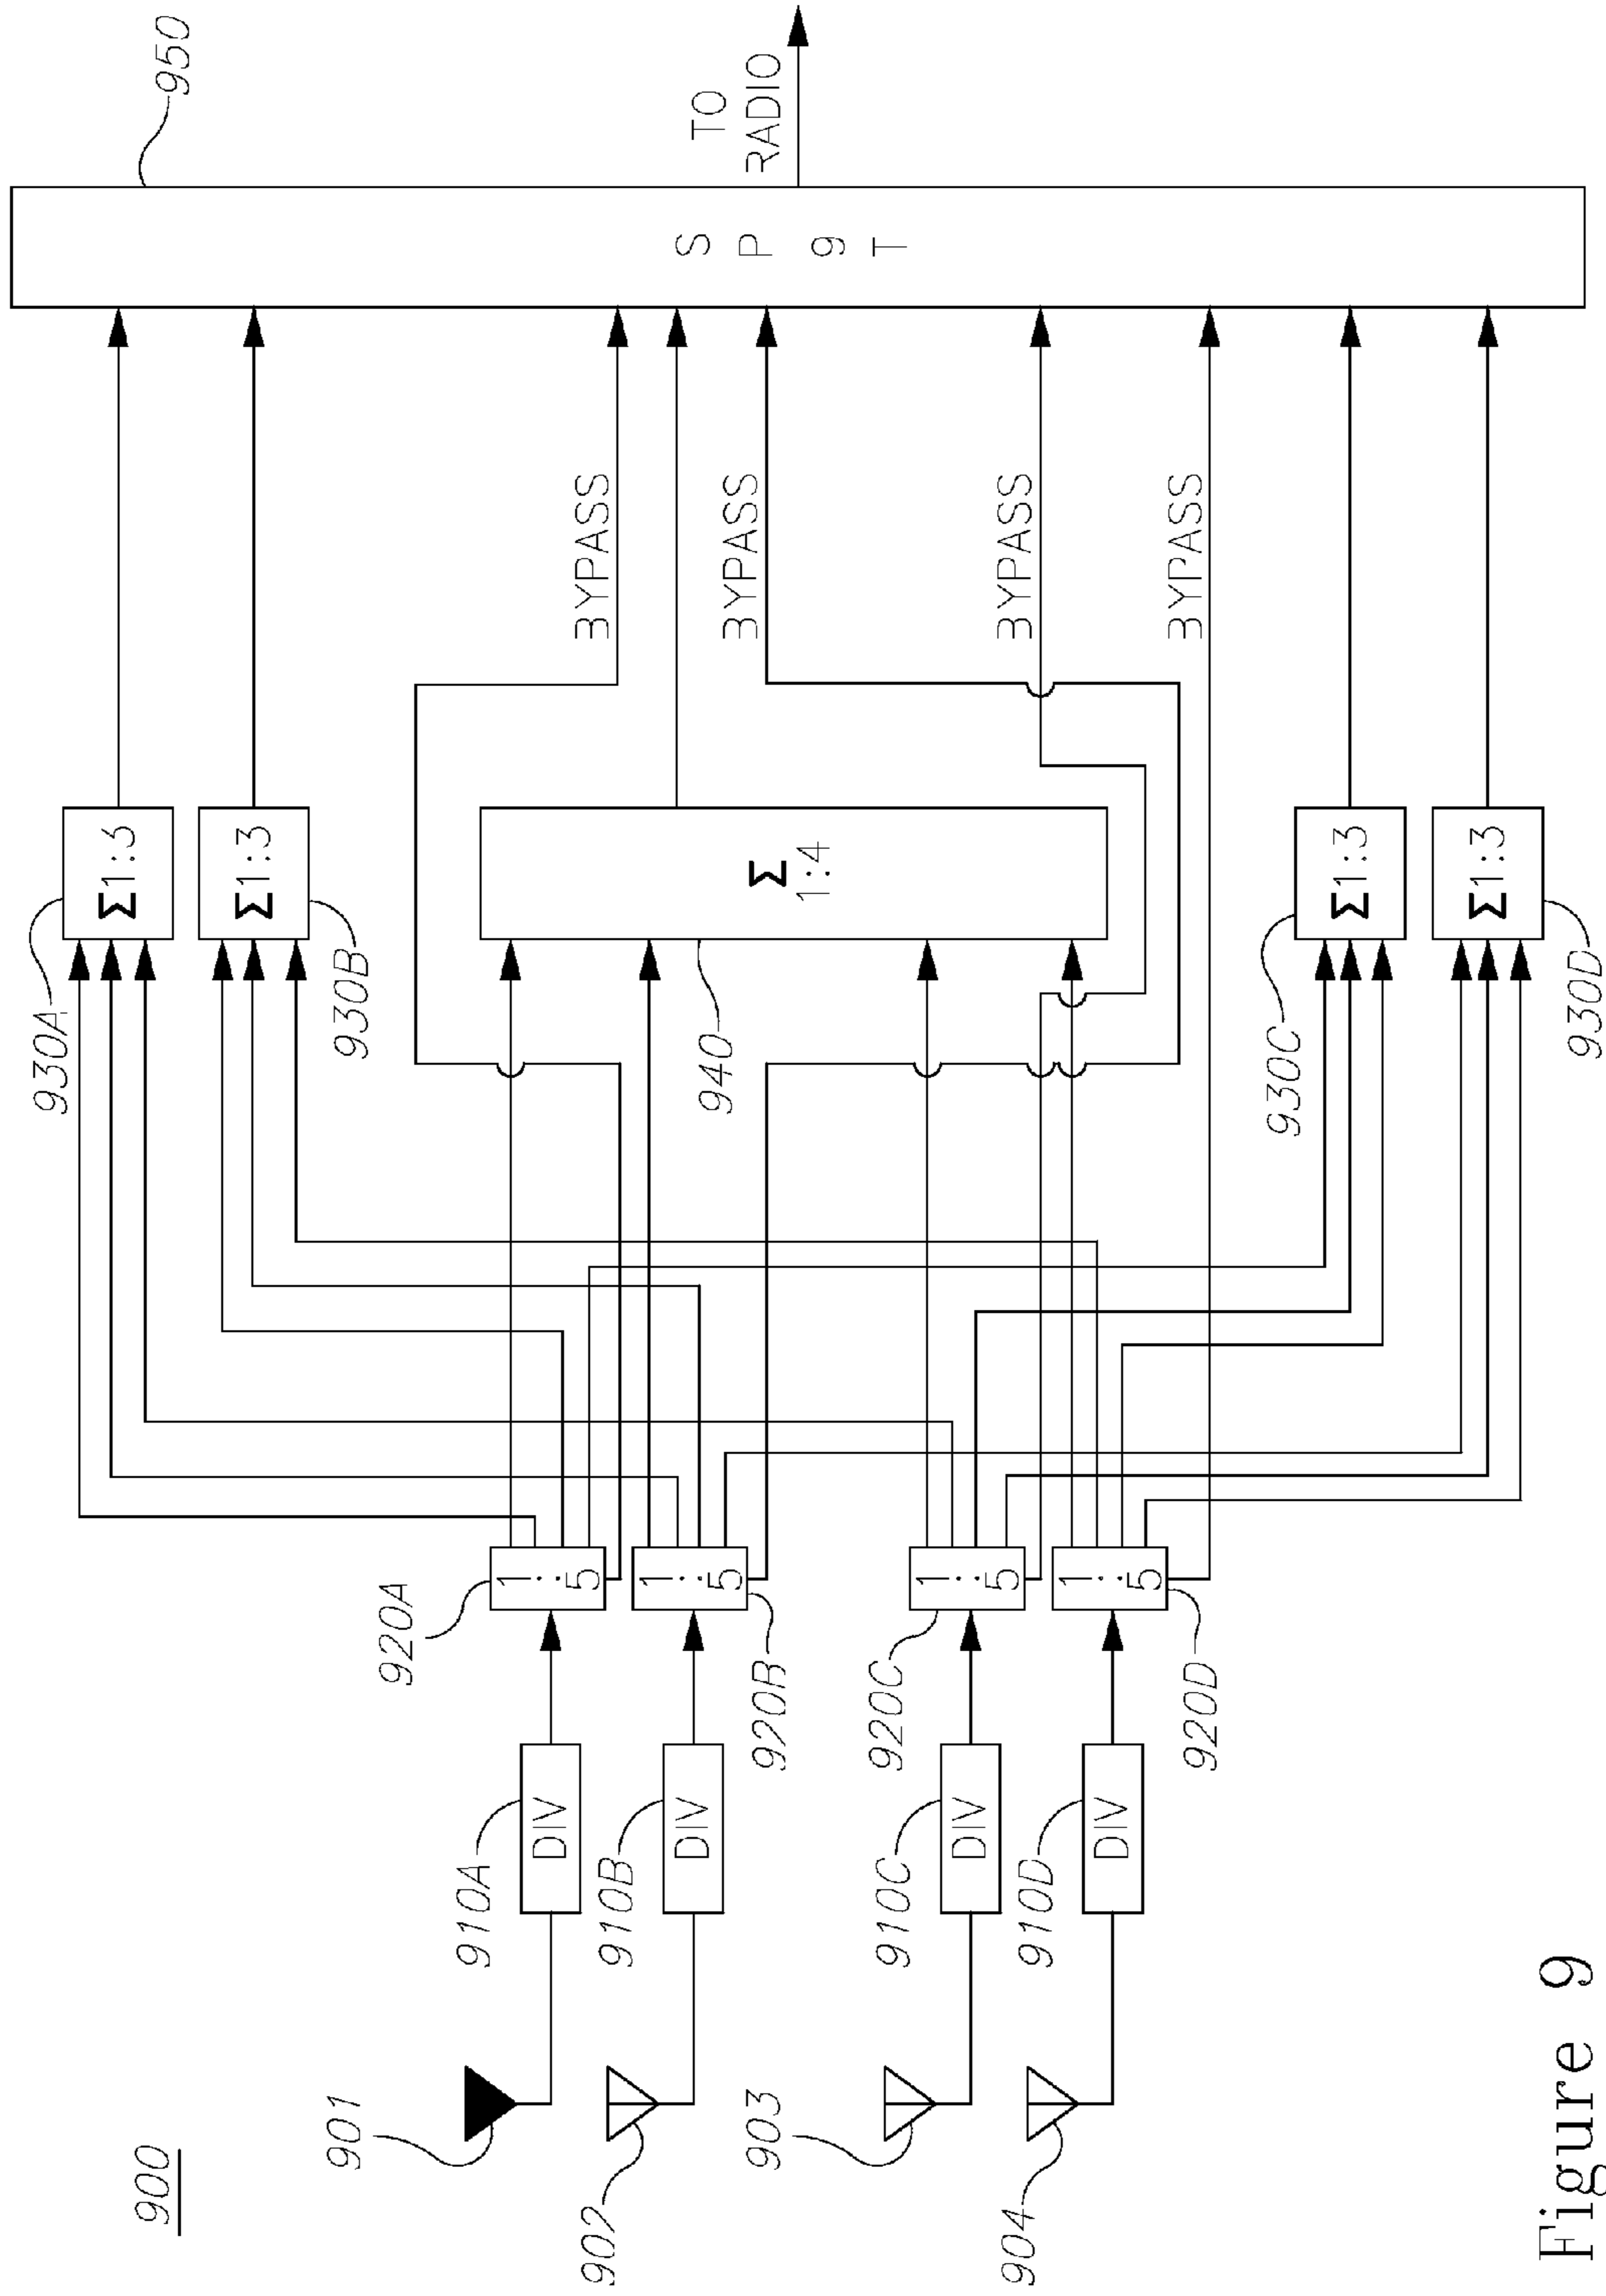 930A
Σ1:3
900
950
Σ1:3
901
930B
920A
910A
DIV
1:5
BYPASS
902
910B
DIV
1:5
940
TO
RADIO
S
P
9
T
BYPASS
903
920B
Σ
1:4
920C
910C
DIV
1:5
BYPASS
904
910D
DIV
1:5
BYPASS
920D
930C
Σ1:3
Σ1:3
930D
Figure 9